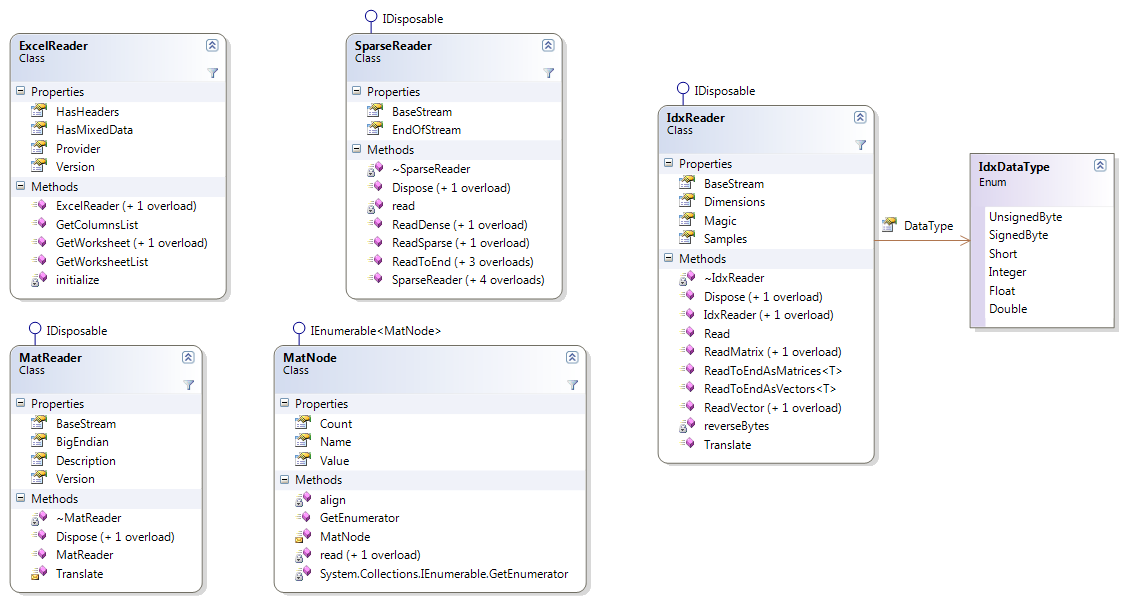 ExcelReader
Class
Properties
HasHeaders
HasMixedData
Provider
Version
Methods
ExcelReader (+ 1 overload)
GetColumnsList
GetWorksheet (+ 1 overload)
GetWorksheetList
initialize
IDisposable
SparseReader
Class
Properties
BaseStream
EndOfStream
Methods
~SparseReader
Dispose (+ 1 overload)
read
ReadDense (+ 1 overload)
ReadSparse (+ 1 overload)
ReadToEnd (+ 3 overloads)
SparseReader (+ 4 overloads)
IDisposable
IdxReader
Class
Properties
BaseStream
Dimensions
Magic
Samples
Methods
~IdxReader
Dispose (+ 1 overload)
IdxReader (+ 1 overload)
Read
ReadMatrix (+ 1 overload)
ReadToEndAsMatrices<T>
ReadToEndAsVectors<T>
ReadVector (+ 1 overload)
reverseBytes
Translate
DataType
IdxDataType
Enum
UnsignedByte
SignedByte
Short
Integer
Float
Double
IDisposable
MatReader
Class
Properties
BaseStream
BigEndian
Description
Version
Methods
~MatReader
Dispose (+ 1 overload)
MatReader
Translate
IEnumerable<MatNode>
MatNode
Class
Properties
Count
Name
Value
Methods
align
GetEnumerator
MatNode
read (+ 1 overload)
System.Collections.IEnumerable.GetEnumerator